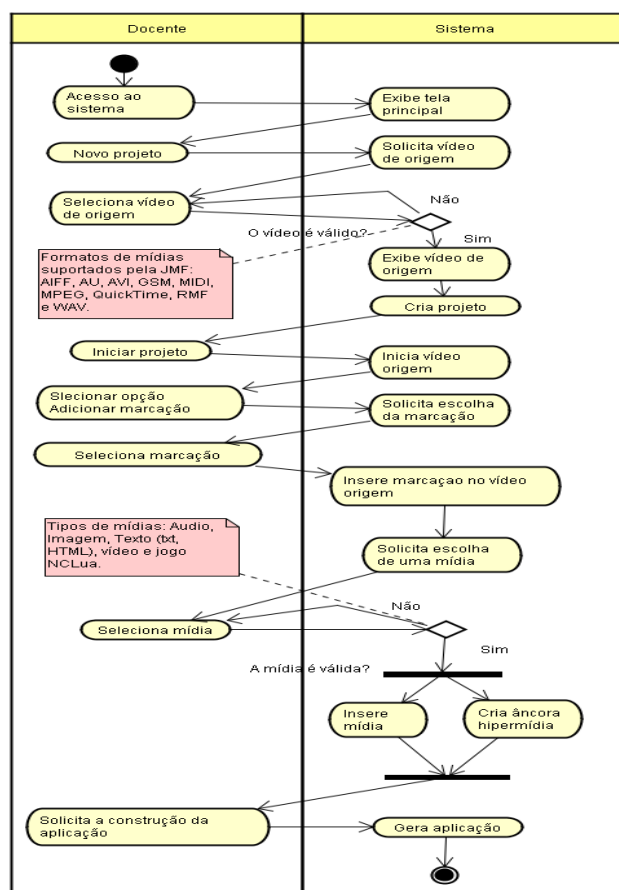 Docente
Sistema
Acesso ao
sistema
Exibe tela
principal
Novo projeto
Solicita vídeo
de origem
Seleciona vídeo
de origem
Não
O vídeo é válido?
Sim
Formatos de mídias
suportados pela JMF:
AIFF, AU, AVI, GSM, MIDI,
MPEG, QuickTime, RMF
e WAV.
Exibe vídeo de
origem
Cria projeto
Iniciar projeto
Inicia vídeo
origem
Slecionar opção
Adicionar marcação
Solicita escolha
da marcação
Seleciona marcação
Insere marcaçao no vídeo
origem
Tipos de mídias: Audio,
Imagem, Texto (txt,
HTML), vídeo e jogo
NCLua.
Solicita escolha
de uma mídia
Não
Seleciona mídia
Sim
A mídia é válida?
Insere
mídia
Cria âncora
hipermídia
Solicita a construção da
aplicação
Gera aplicação